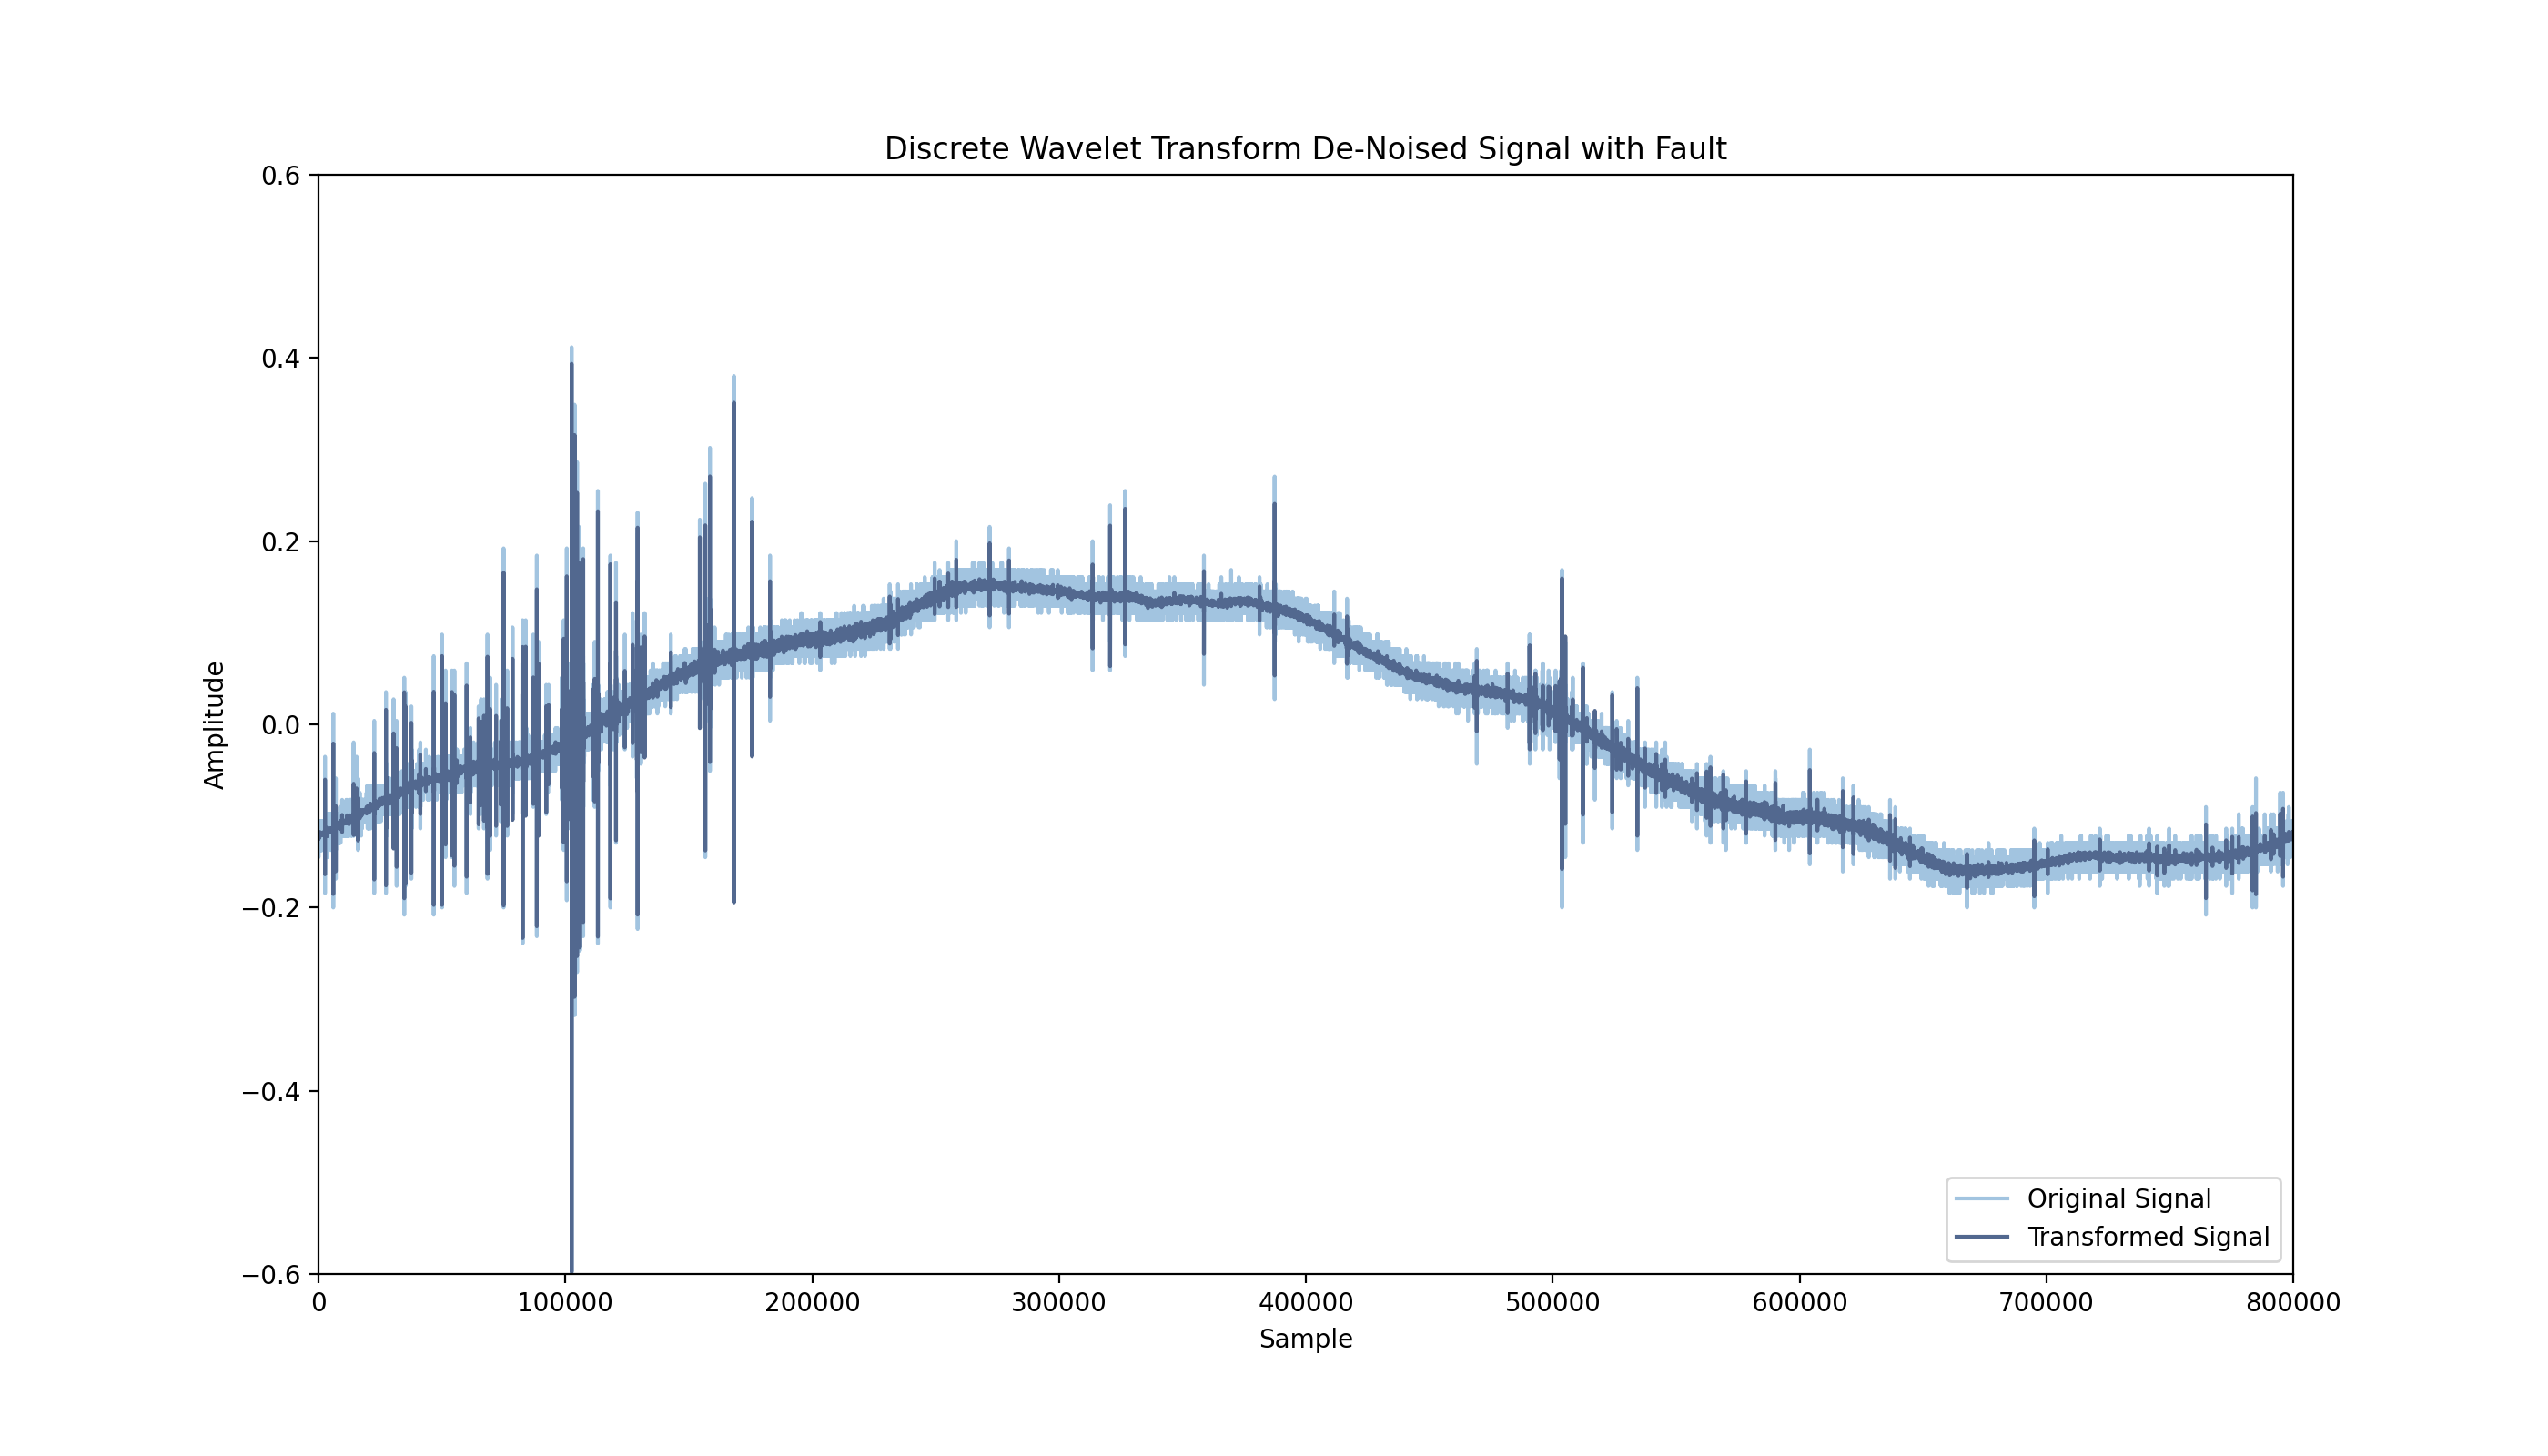 Discrete Wavelet Transform De-Noised Signal with Fault
0.6
0.4
0.2
0.0
−0.2
−0.4
−0.6
Amplitude
0 100000 200000 300000 400000 500000 600000 700000 800000
Sample
Original Signal
Transformed Signal